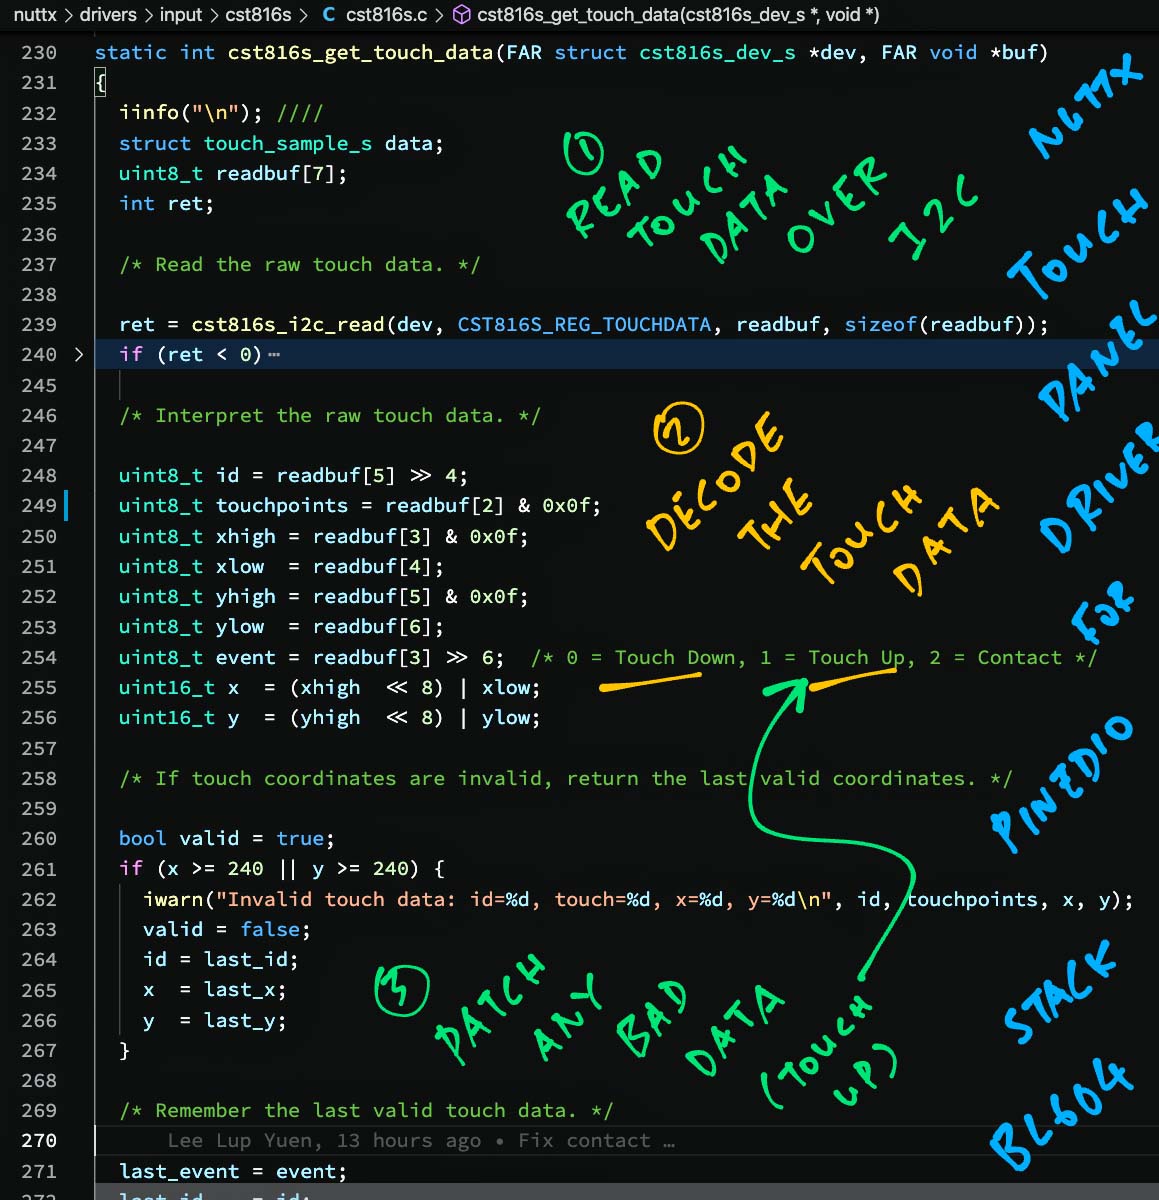 nuttx > drivers > input > cst816s > C cst816s.c > cst816s_get_touch_data(cst816s_dev_s *, void *)
230 static int cst816s_get_touch_data(FAR struct cst816s_dev_s *dev, FAR void *buf)
231 {
232 iinfo("\n"); ////
233 struct touch_sample_s data;
234 uint8_t readbuf[7];
235 int ret;
236
237 /* Read the raw touch data. */
238
239 ret = cst816s_i2c_read(dev, CST816S_REG_TOUCHDATA, readbuf, sizeof(readbuf));
240 > if (ret < 0)⋯
245
246 /* Interpret the raw touch data. */
247
248 uint8_t id = readbuf[5] >> 4;
249 uint8_t touchpoints = readbuf[2] & 0x0f;
250 uint8_t xhigh = readbuf[3] & 0x0f;
251 uint8_t xlow  = readbuf[4];
252 uint8_t yhigh = readbuf[5] & 0x0f;
253 uint8_t ylow  = readbuf[6];
254 uint8_t event = readbuf[3] >> 6;  /* 0 = Touch Down, 1 = Touch Up, 2 = Contact */
255 uint16_t x  = (xhigh  << 8) | xlow;
256 uint16_t y  = (yhigh  << 8) | ylow;
257
258 /* If touch coordinates are invalid, return the last valid coordinates. */
259
260 bool valid = true;
261 if (x >= 240 || y >= 240) {
262 iwarn("Invalid touch data: id=%d, touch=%d, x=%d, y=%d\n", id, touchpoints, x, y);
263 valid = false;
264 id = last_id;
265 x  = last_x;
266 y  = last_y;
267 }
268
269 /* Remember the last valid touch data. */
270 Lee Lup Yuen, 13 hours ago • Fix contact …
271 last_event = event;
272 last_id    = id;
① READ TOUCH DATA OVER I2C
② DECODE THE TOUCH DATA
③ PATCH ANY BAD DATA (TOUCH UP)
NUTTX TOUCH PANEL DRIVER FOR PINEDIO STACK BL604